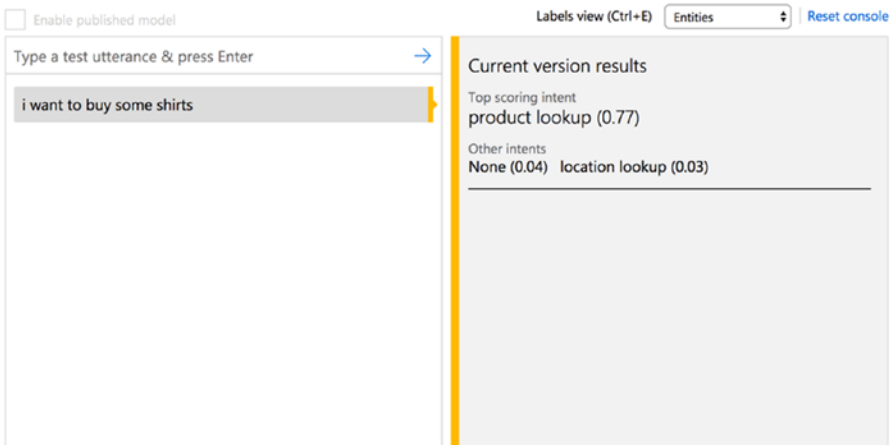 Enable published model
Labels view (Ctrl+E) Entities Reset console
Type a test utterance & press Enter
i want to buy some shirts
Current version results
Top scoring intent
product lookup (0.77)
Other intents
None (0.04) location lookup (0.03)